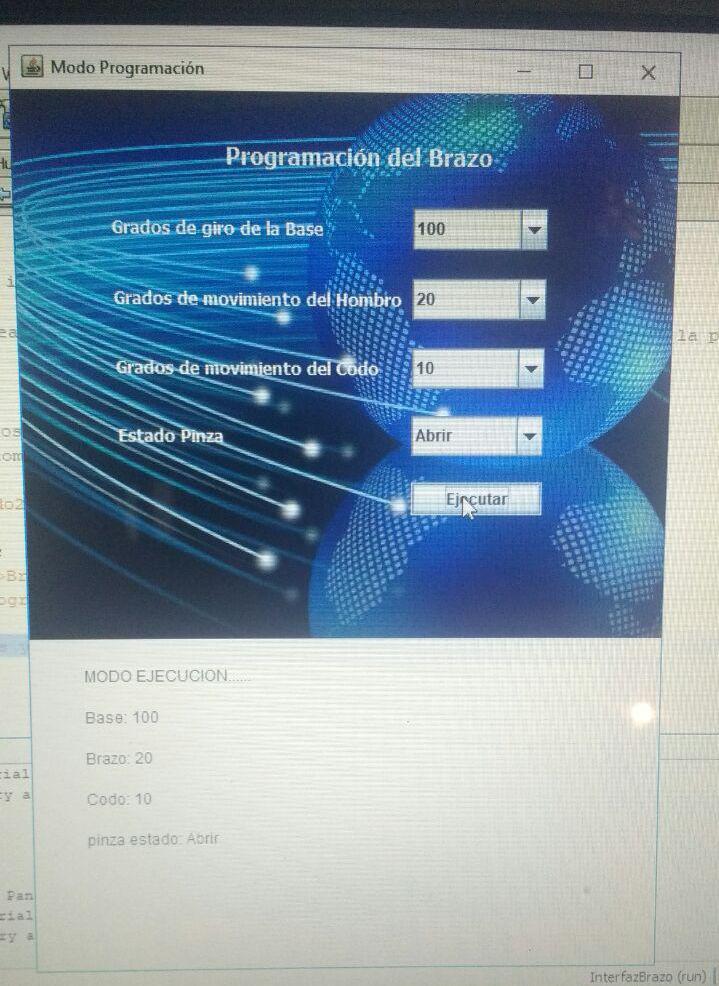 Modo Programación
Programación del Brazo
Grados de giro de la Base 100
Grados de movimiento del Hombro 20
Grados de movimiento del Codo 10
Estado Pinza Abrir
Ejecutar
MODO EJECUCION......
Base: 100
Brazo: 20
Codo: 10
pinza estado: Abrir
InterfazBrazo (run)